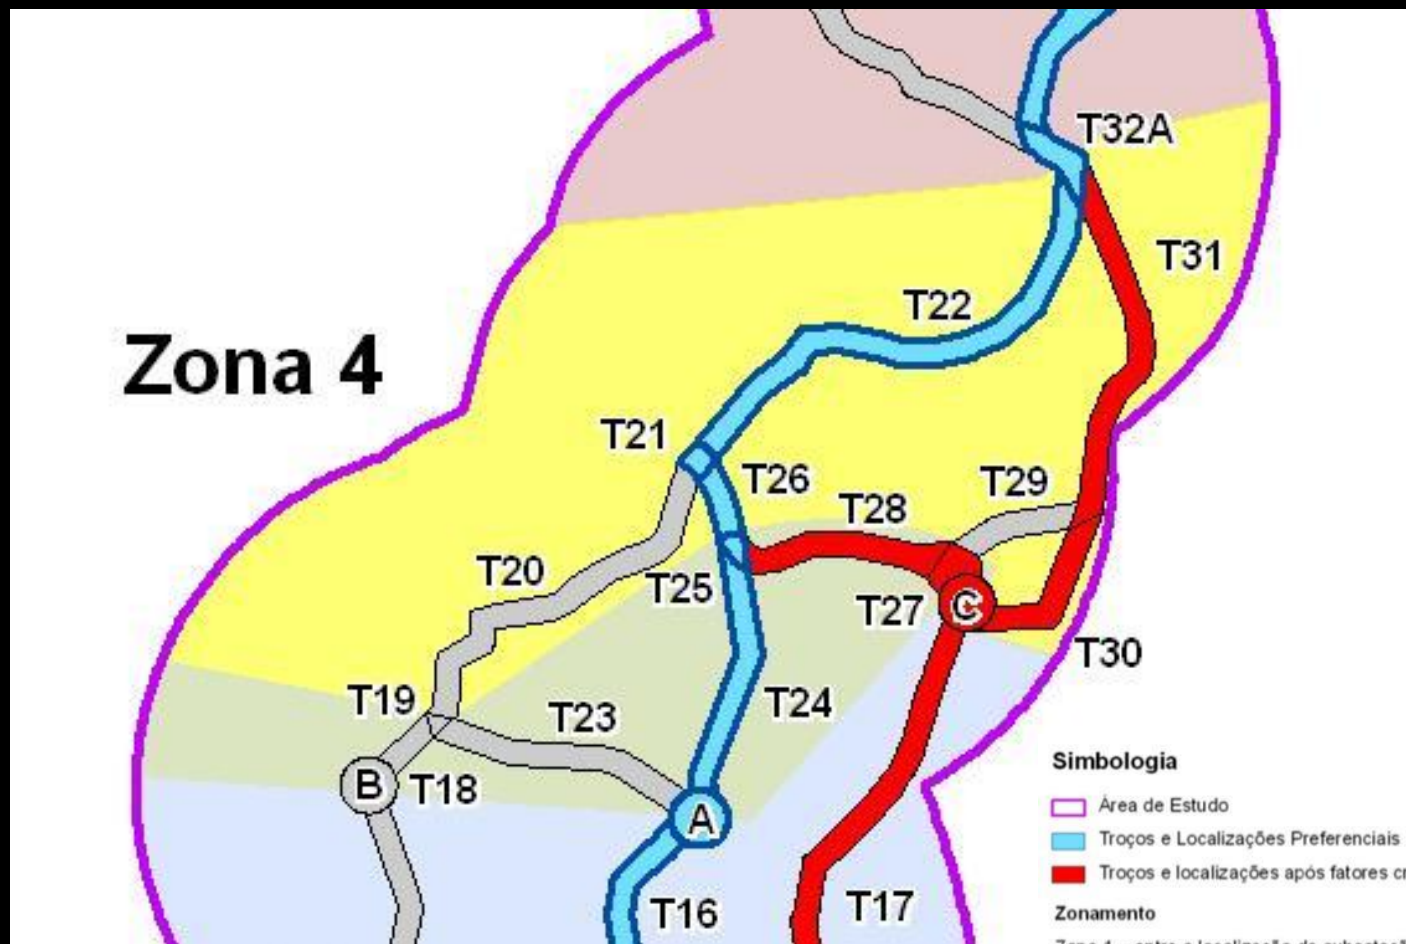 T32A
T31
T22
Zona 4
T21
T26
T28
T29
T20
T25
T27
C
T30
T19
T23
T24
B
T18
A
T16
T17
Simbologia
Área de Estudo
Troços e Localizações Preferenciais
Troços e localizações após fatores
Zonamento